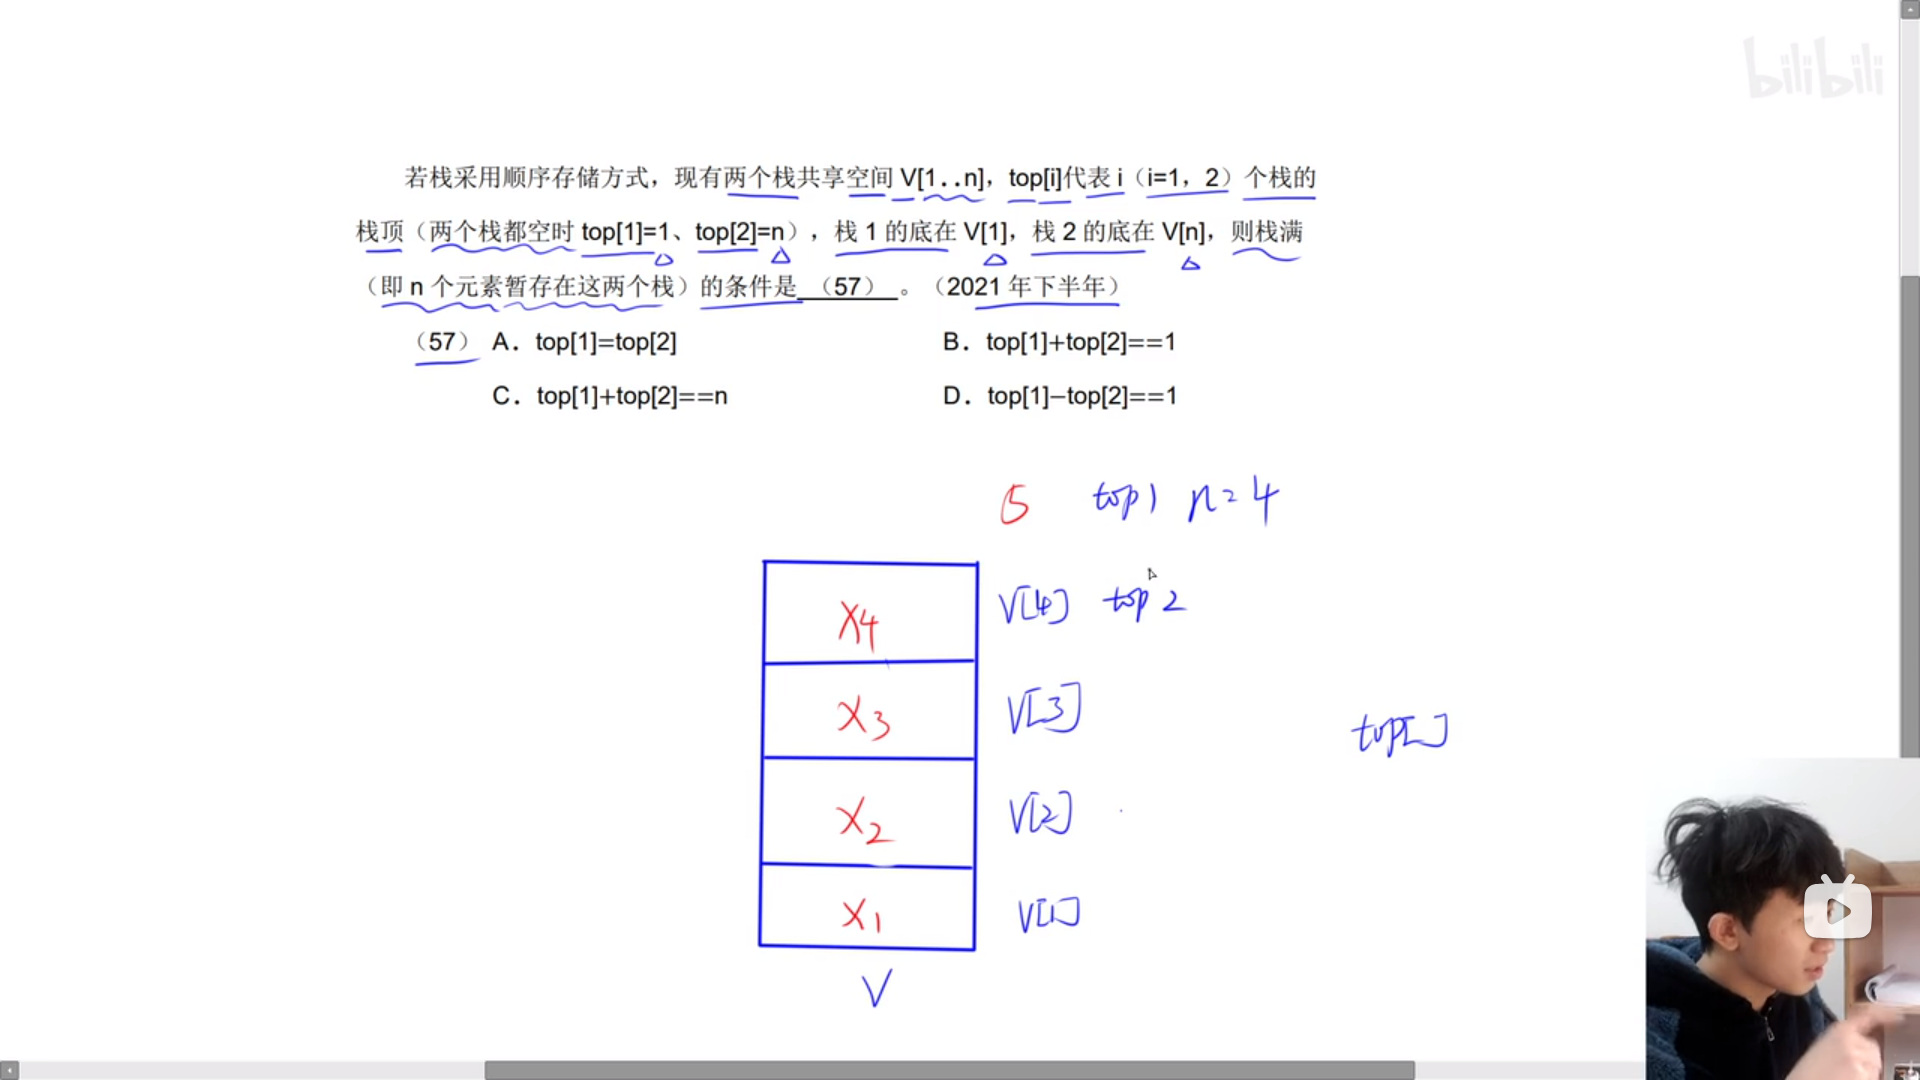 bilibili
若栈采用顺序存储方式，现有两个栈共享空间 V[1..n]，top[i]代表 i（i=1，2）个栈的
栈顶（两个栈都空时 top[1]=1、top[2]=n），栈 1 的底在 V[1]，栈 2 的底在 V[n]，则栈满
（即 n 个元素暂存在这两个栈）的条件是 （57） 。（2021 年下半年）
（57） A．top[1]=top[2] B．top[1]+top[2]==1
C．top[1]+top[2]==n D．top[1]−top[2]==1
5 top1 n=4
X4 V[4] top2
X3 V[3]
top[ ]
X2 V[2]
X1 V[1]
V